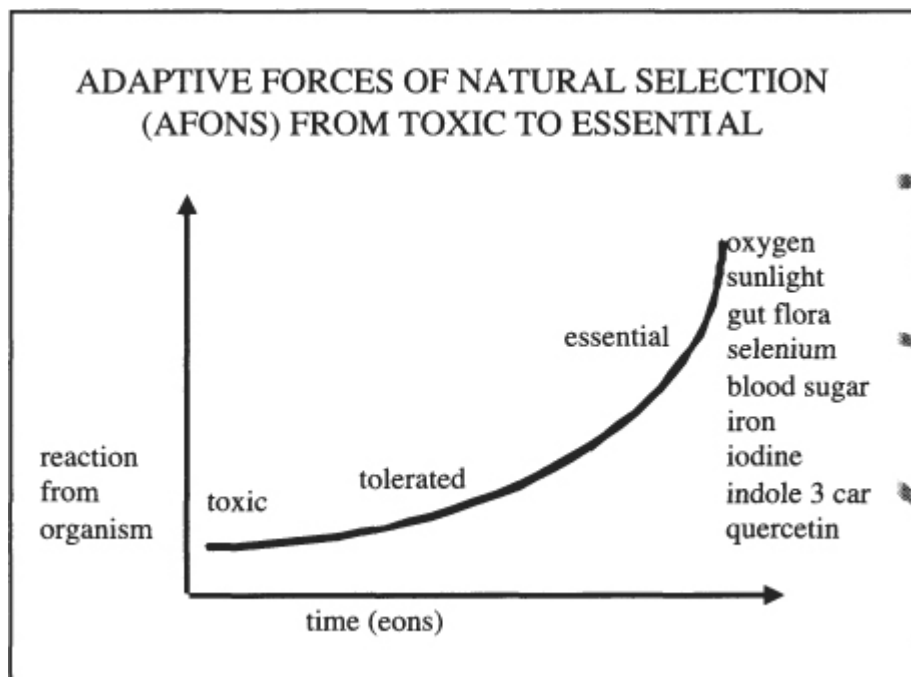 ADAPTIVE FORCES OF NATURAL SELECTION
(AFONS) FROM TOXIC TO ESSENTIAL
oxygen
sunlight
gut flora
essential
selenium
blood sugar
iron
reaction
iodine
tolerated
from
toxic
indole 3 car
organism
quercetin
time (eons)